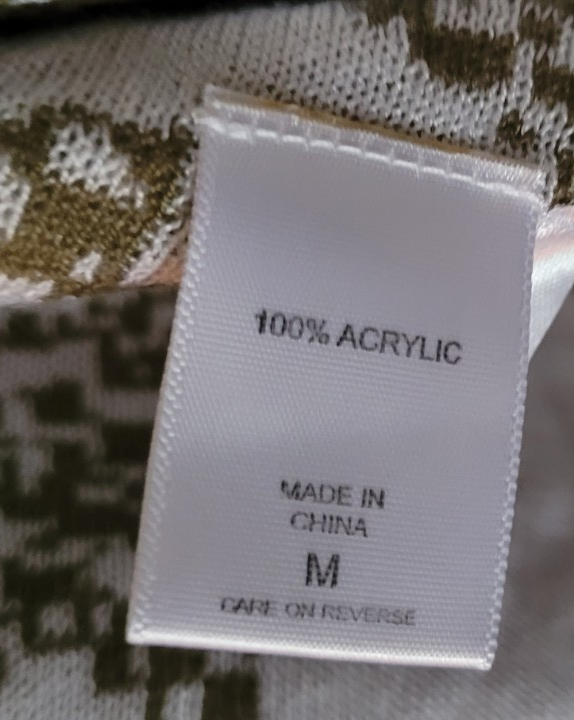 100% ACRYLIC
MADE IN
CHINA
M
CARE ON REVERSE